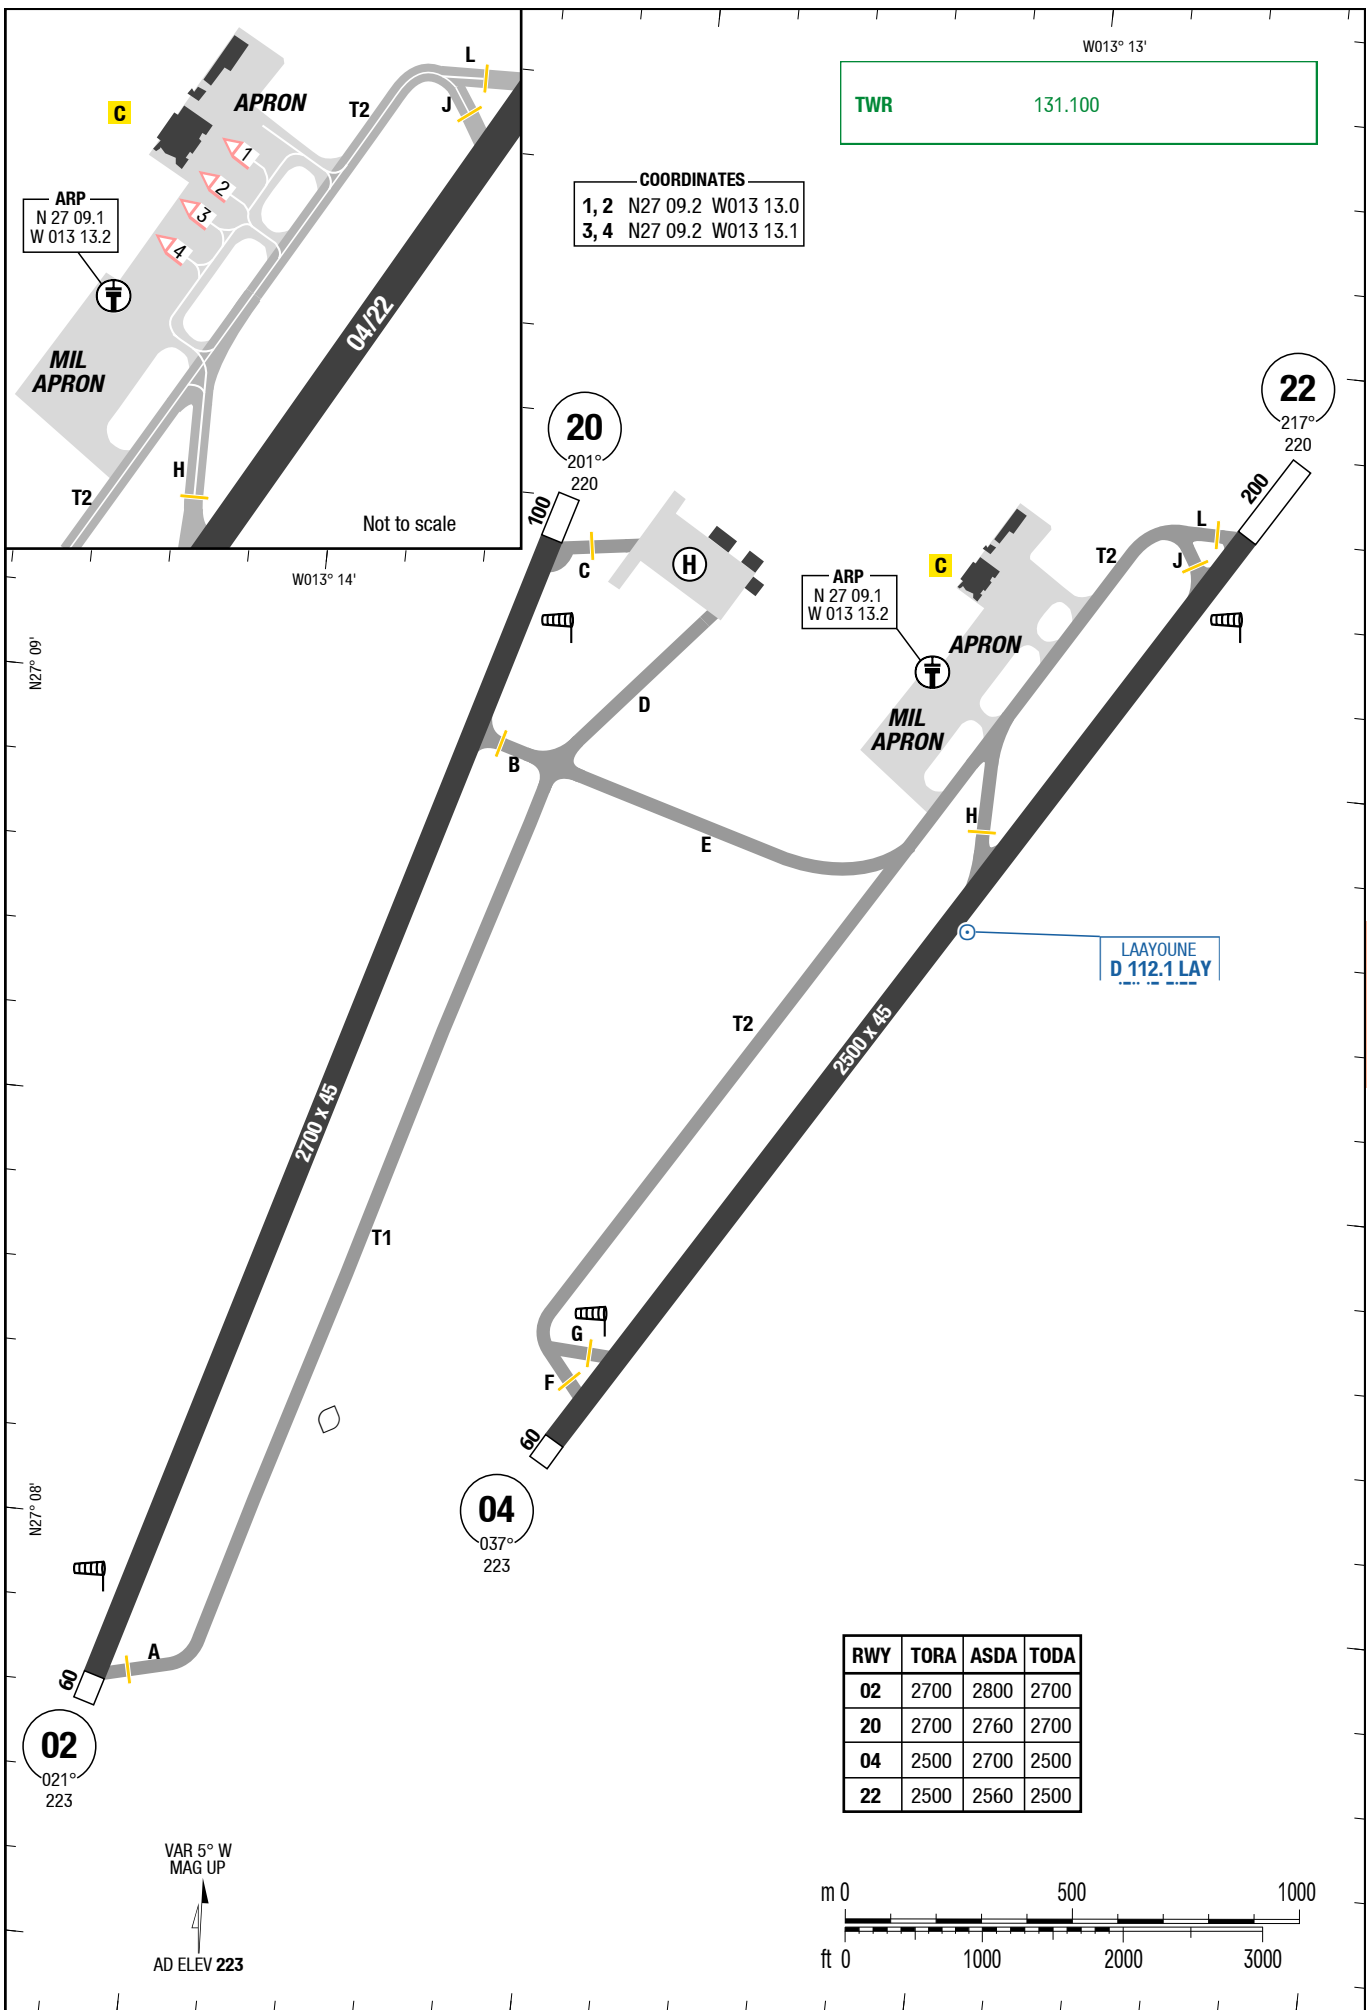 L
APRON
T2
J
C
1
2
3
4
ARP
N 27 09.1
W 013 13.2
04/22
MIL
APRON
H
T2
Not to scale
W013° 13'
TWR 131.100
COORDINATES
1, 2 N27 09.2 W013 13.0
3, 4 N27 09.2 W013 13.1
22
217°
220
20
201°
220
200
100
L
T2
J
C
H
C
ARP
N 27 09.1
W 013 13.2
W013° 14'
N27° 09'
APRON
D
MIL
APRON
B
H
E
LAAYOUNE
D 112.1 LAY
T2
2500 x 45
2700 x 45
T1
G
F
60
04
037°
223
N27° 08'
A
60
02
021°
223
RWY TORA ASDA TODA
02 2700 2800 2700
20 2700 2760 2700
04 2500 2700 2500
22 2500 2560 2500
VAR 5° W
MAG UP
AD ELEV 223
m 0 500 1000
ft 0 1000 2000 3000